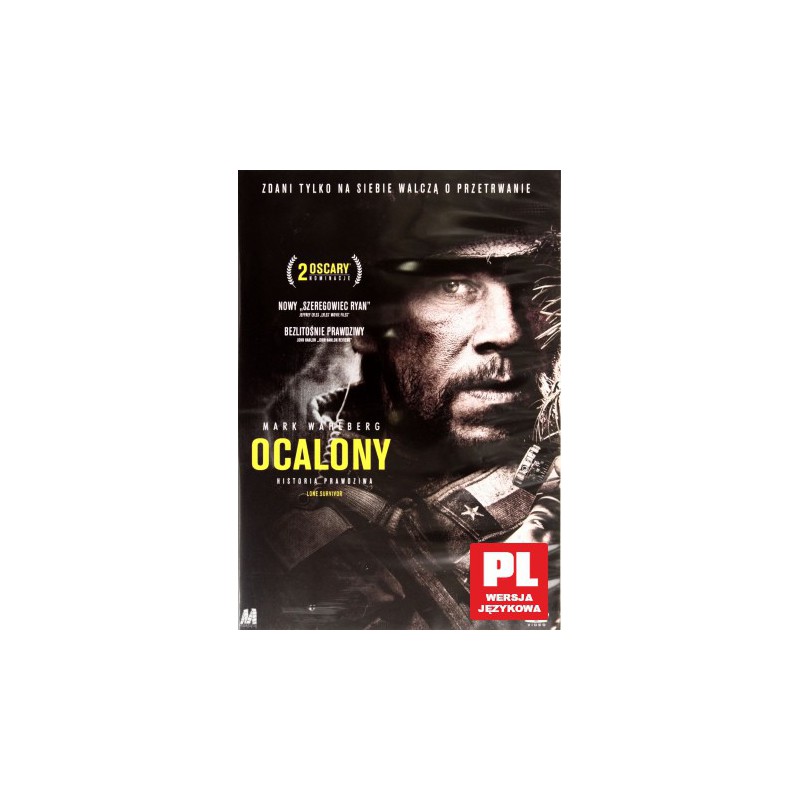 ZDANI TYLKO NA SIEBIE WALCZĄ O PRZETRWANIE
2 OSCARY
NOMINACJE
NOWY „SZEREGOWIEC RYAN”
BEZLITOŚNIE PRAWDZIWY
MARK WAHLBERG
OCALONY
HISTORIA PRAWDZIWA
LONE SURVIVOR
PL
WERSJA
JĘZYKOWA
VIDEO